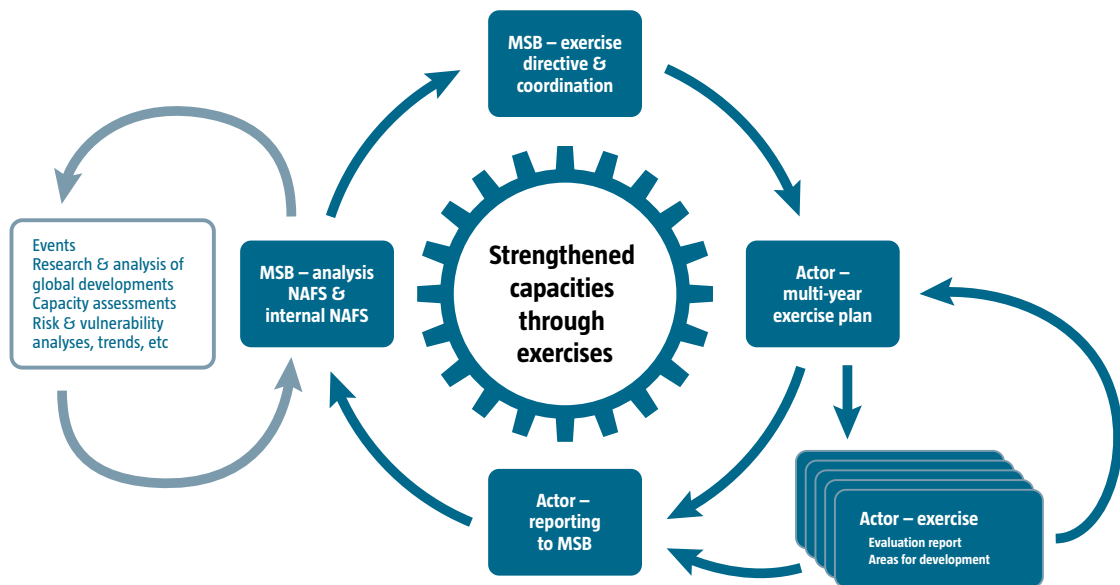 MSB – exercise
directive &
coordination
Events
Research & analysis of
global developments
Capacity assessments
Risk & vulnerability
analyses, trends, etc
MSB – analysis
NAFS &
internal NAFS
Strengthened
capacities
through
exercises
Actor –
multi-year
exercise plan
Actor –
reporting
to MSB
Actor – exercise
Evaluation report
Areas for development